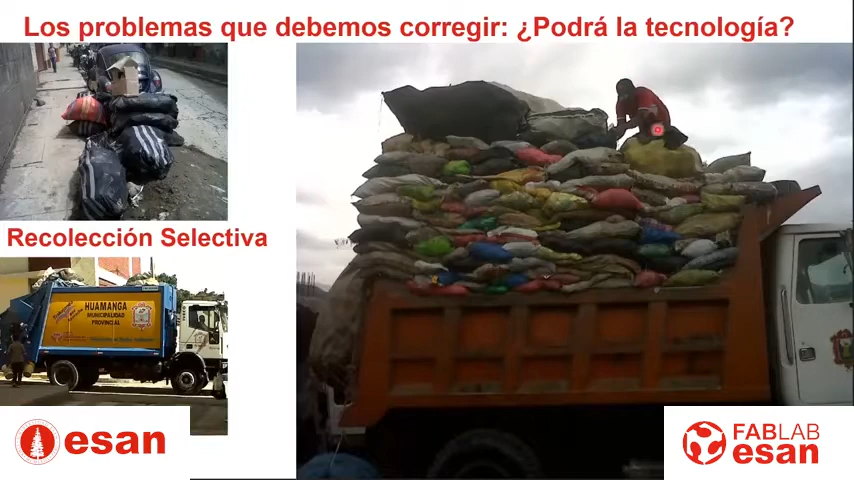 Los problemas que debemos corregir: ¿Podrá la tecnología?
Recolección Selectiva
HUAMANGA
MUNICIPALIDAD
PROVINCIAL
esan
FABLAB
esan